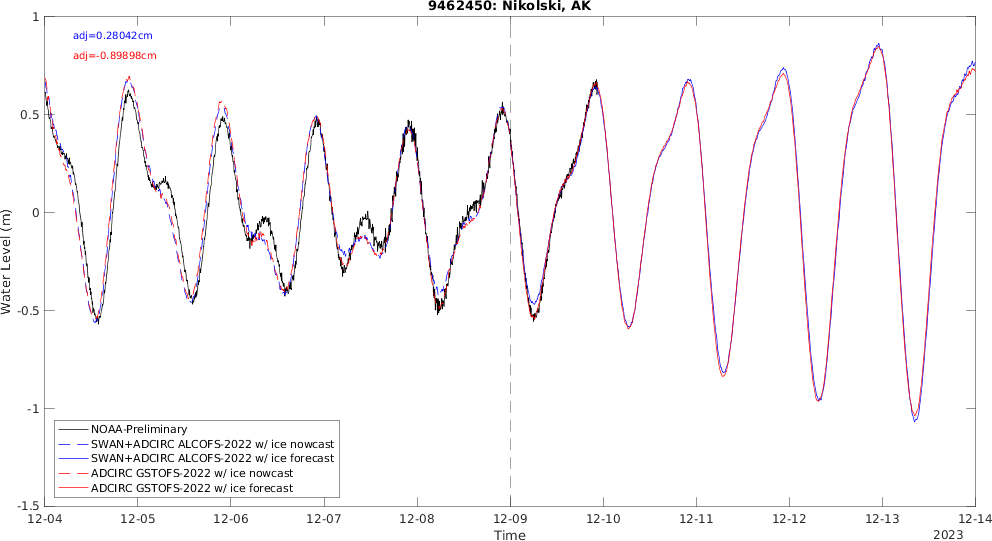 9462450: Nikolski, AK
adj=0.28042cm
adj=-0.89898cm
Water Level (m)
1
0.5
0
-0.5
-1
-1.5
NOAA-Preliminary
SWAN+ADCIRC ALCOFS-2022 w/ ice nowcast
SWAN+ADCIRC ALCOFS-2022 w/ ice forecast
ADCIRC GSTOFS-2022 w/ ice nowcast
ADCIRC GSTOFS-2022 w/ ice forecast
12-04 12-05 12-06 12-07 12-08 12-09 12-10 12-11 12-12 12-13 12-14
Time
2023